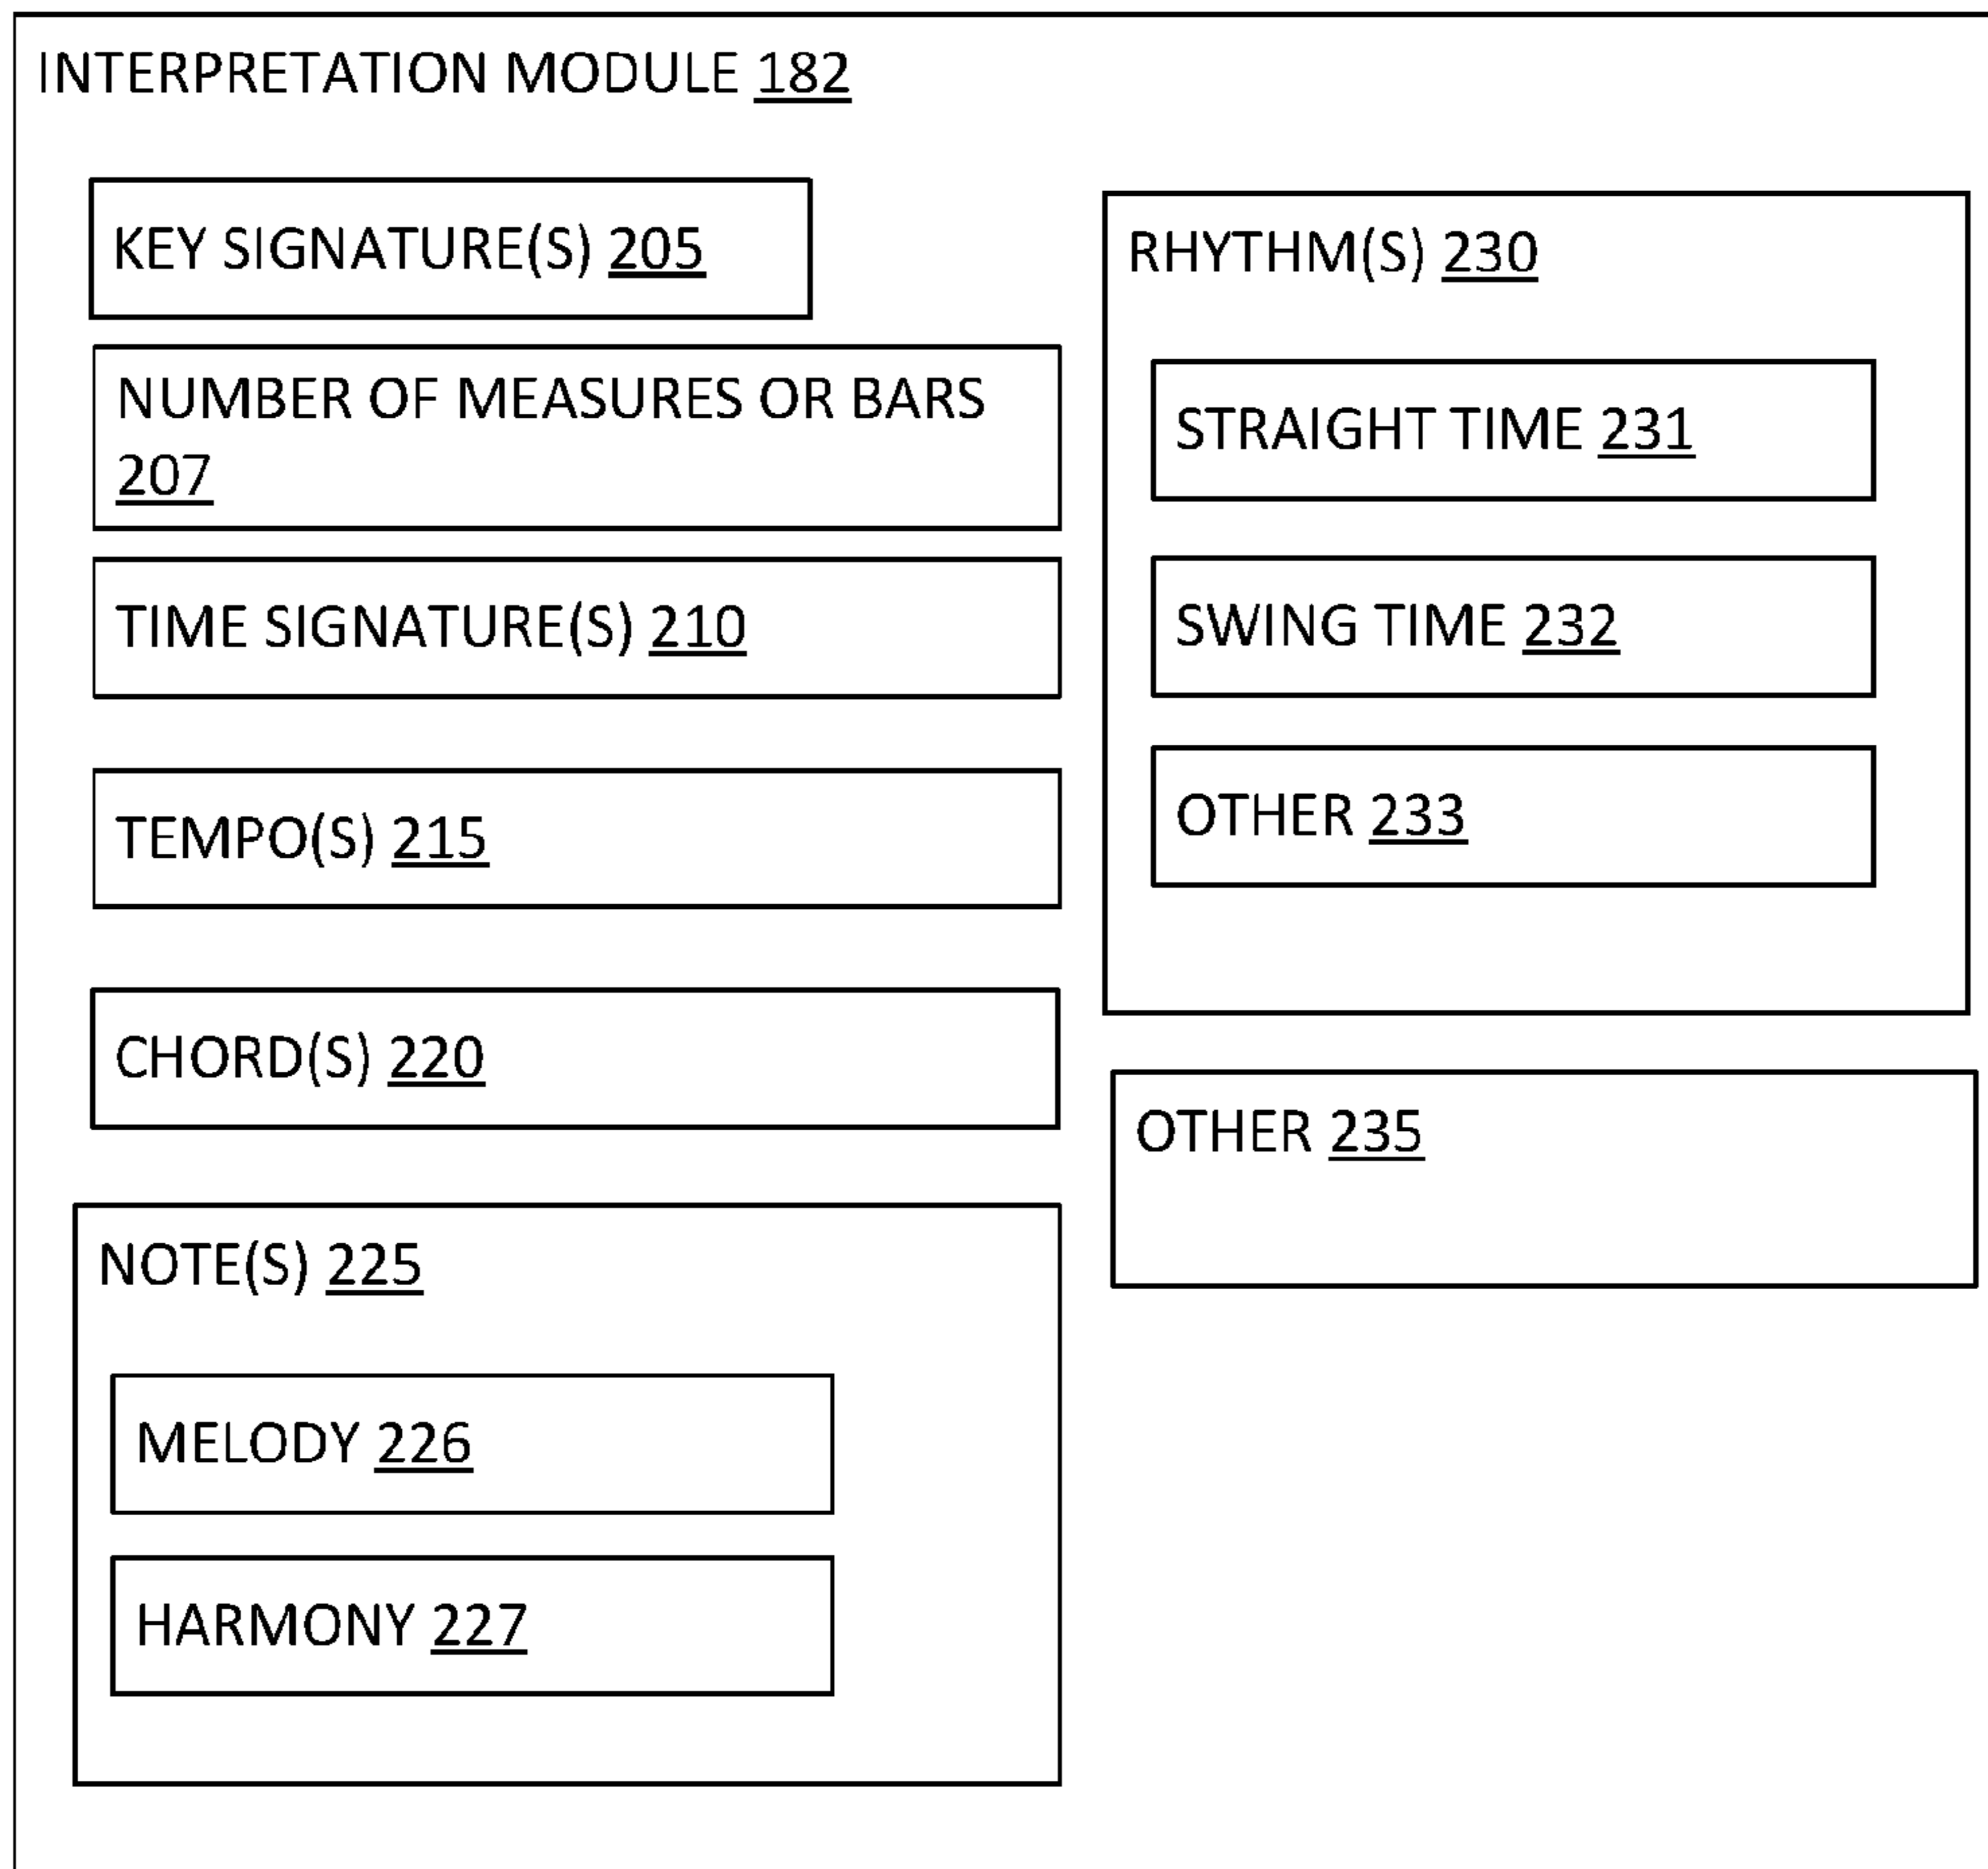 INTERPRETATION MODULE 182
KEY SIGNATURE(S) 205
NUMBER OF MEASURES OR BARS
207
TIME SIGNATURE(S) 210
TEMPO(S) 215
CHORD(S) 220
NOTE(S) 225
MELODY 226
HARMONY 227
RHYTHM(S) 230
STRAIGHT TIME 231
SWING TIME 232
OTHER 233
OTHER 235